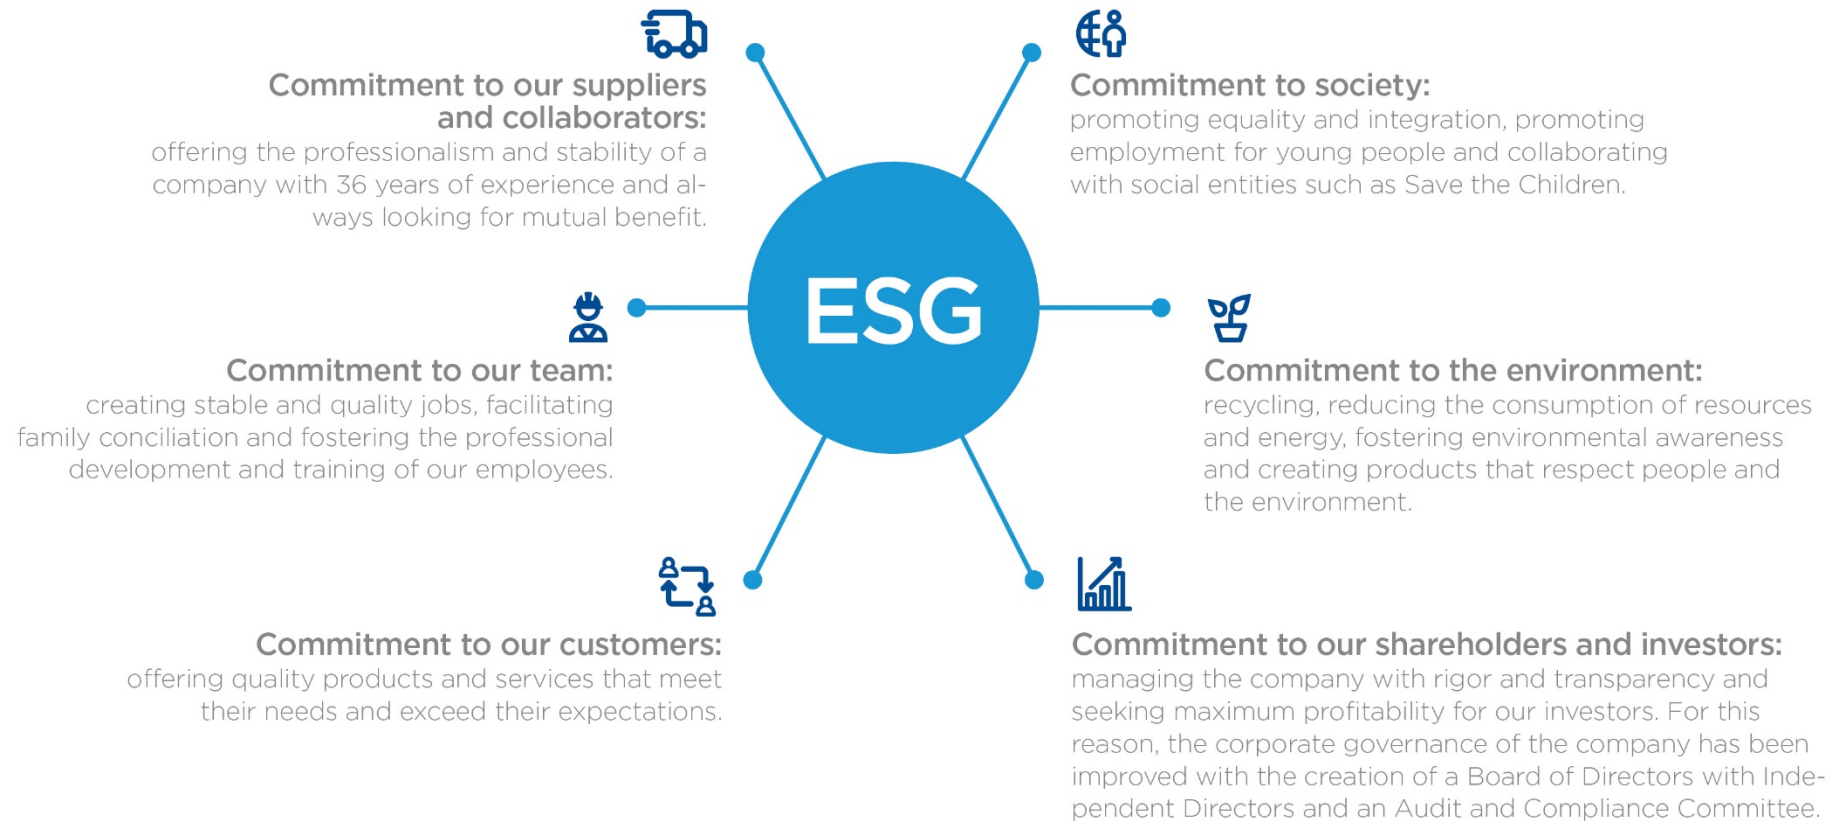 Commitment to our suppliers
and collaborators:
offering the professionalism and stability of a
company with 36 years of experience and al-
ways looking for mutual benefit.
Commitment to society:
promoting equality and integration, promoting
employment for young people and collaborating
with social entities such as Save the Children.
ESG
Commitment to our team:
creating stable and quality jobs, facilitating
family conciliation and fostering the professional
development and training of our employees.
Commitment to the environment:
recycling, reducing the consumption of resources
and energy, fostering environmental awareness
and creating products that respect people and
the environment.
Commitment to our customers:
offering quality products and services that meet
their needs and exceed their expectations.
Commitment to our shareholders and investors:
managing the company with rigor and transparency and
seeking maximum profitability for our investors. For this
reason, the corporate governance of the company has been
improved with the creation of a Board of Directors with Inde-
pendent Directors and an Audit and Compliance Committee.